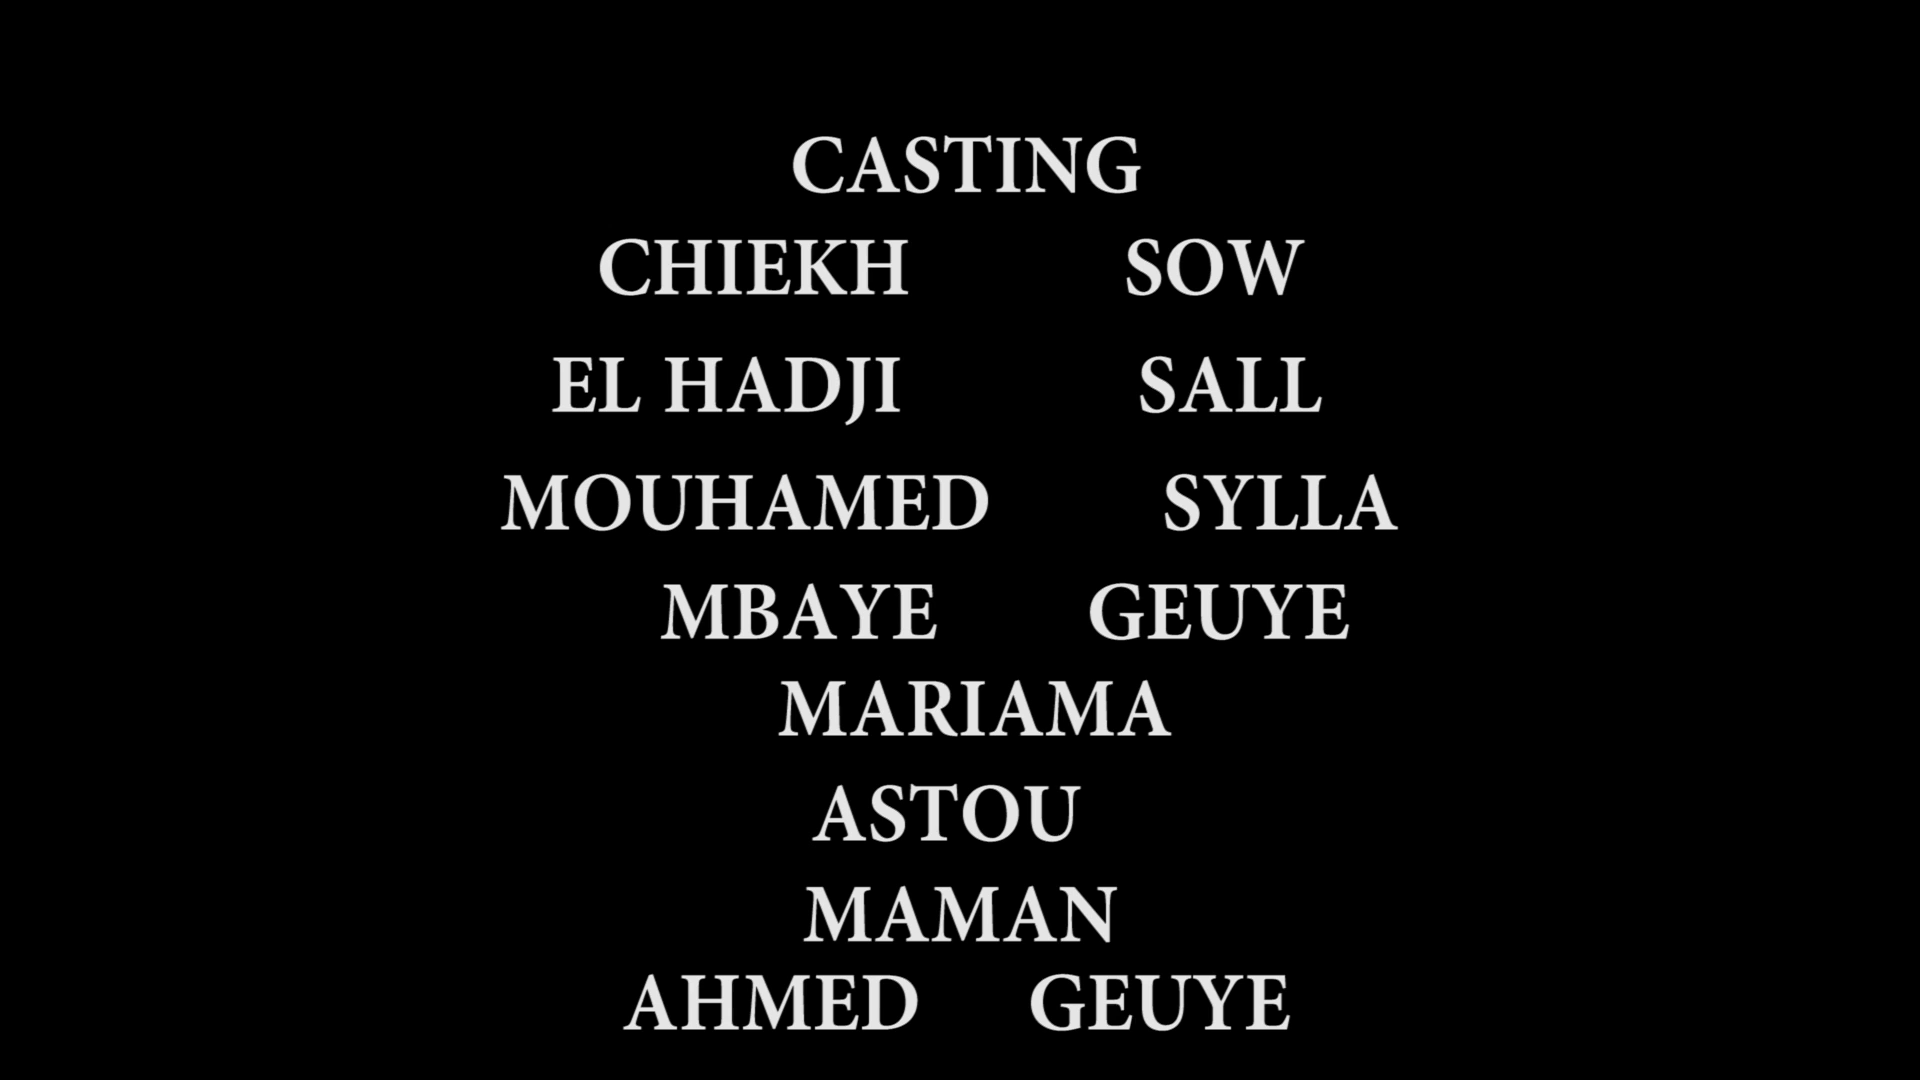 CASTING
CHIEKH SOW
EL HADJI SALL
MOUHAMED SYLLA
MBAYE GEUYE
MARIAMA
ASTOU
MAMAN
AHMED GEUYE